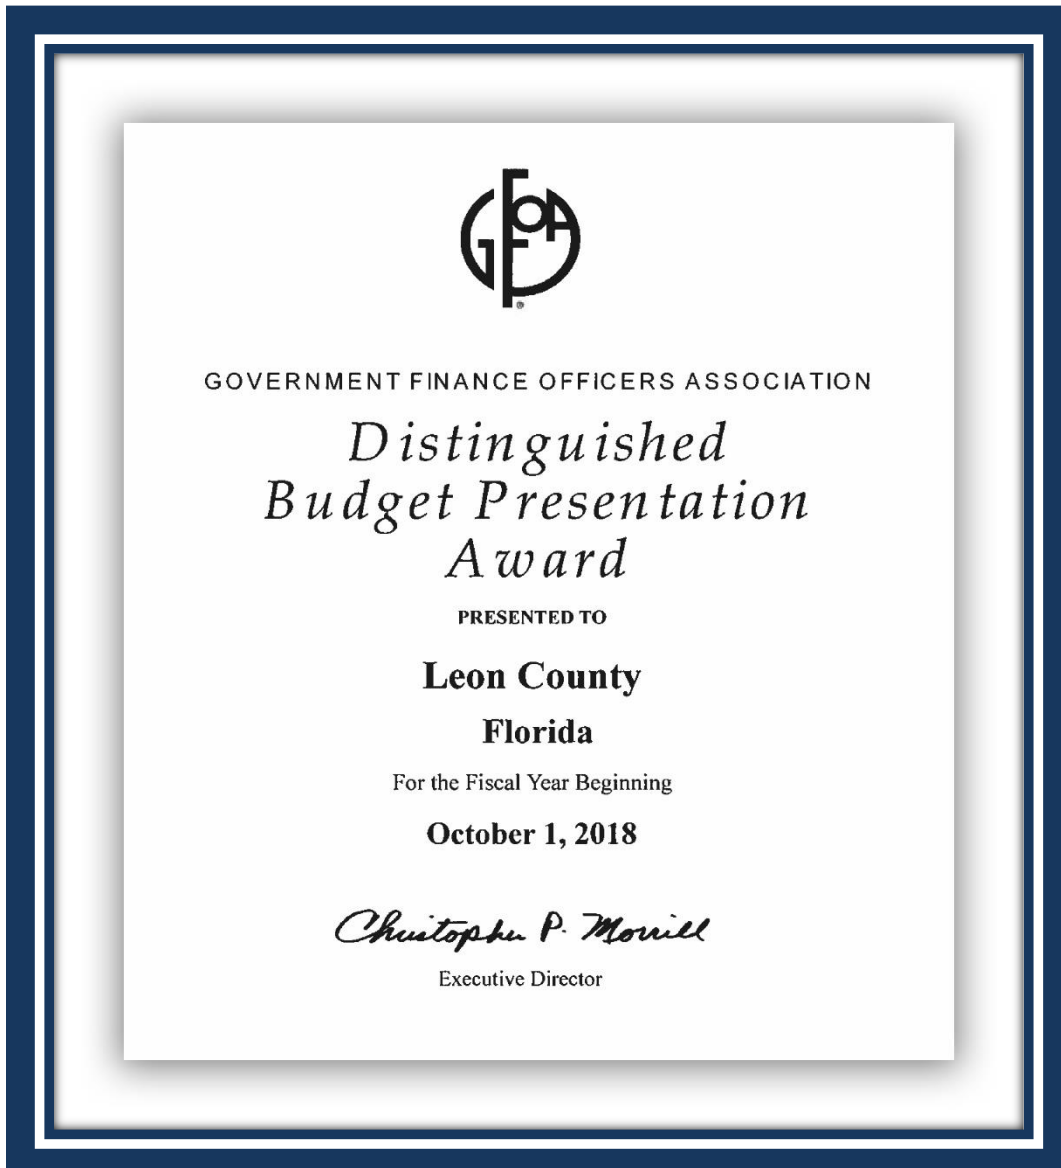 GFOA
®
GOVERNMENT FINANCE OFFICERS ASSOCIATION
Distinguished
Budget Presentation
Award
PRESENTED TO
Leon County
Florida
For the Fiscal Year Beginning
October 1, 2018
Christopher P. Morrill
Executive Director